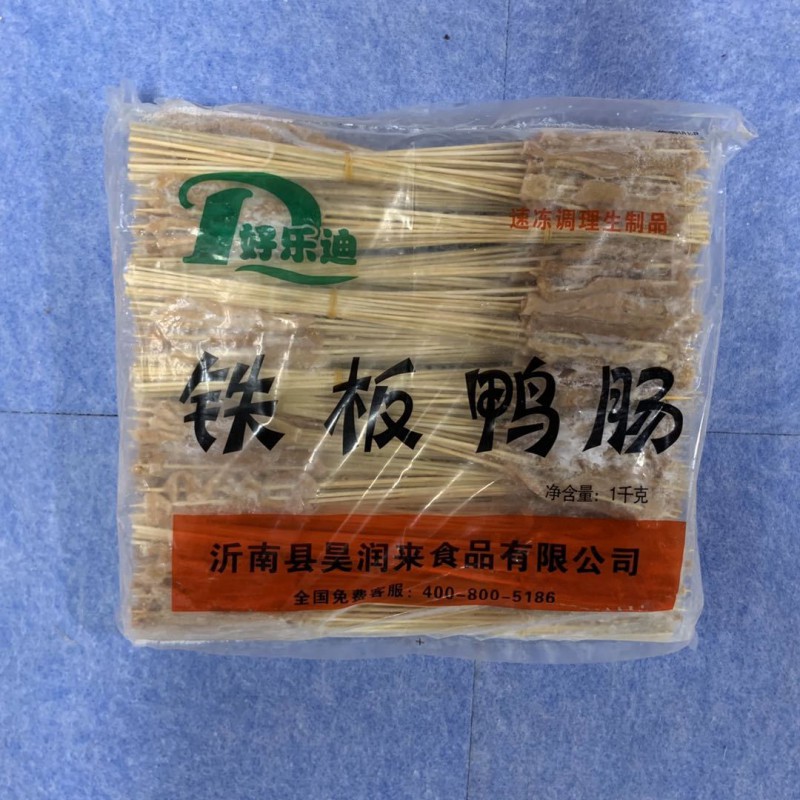 好乐迪
速冻调理生制品
铁板鸭肠
净含量：1千克
沂南县昊润来食品有限公司
全国免费客服：400-800-5186